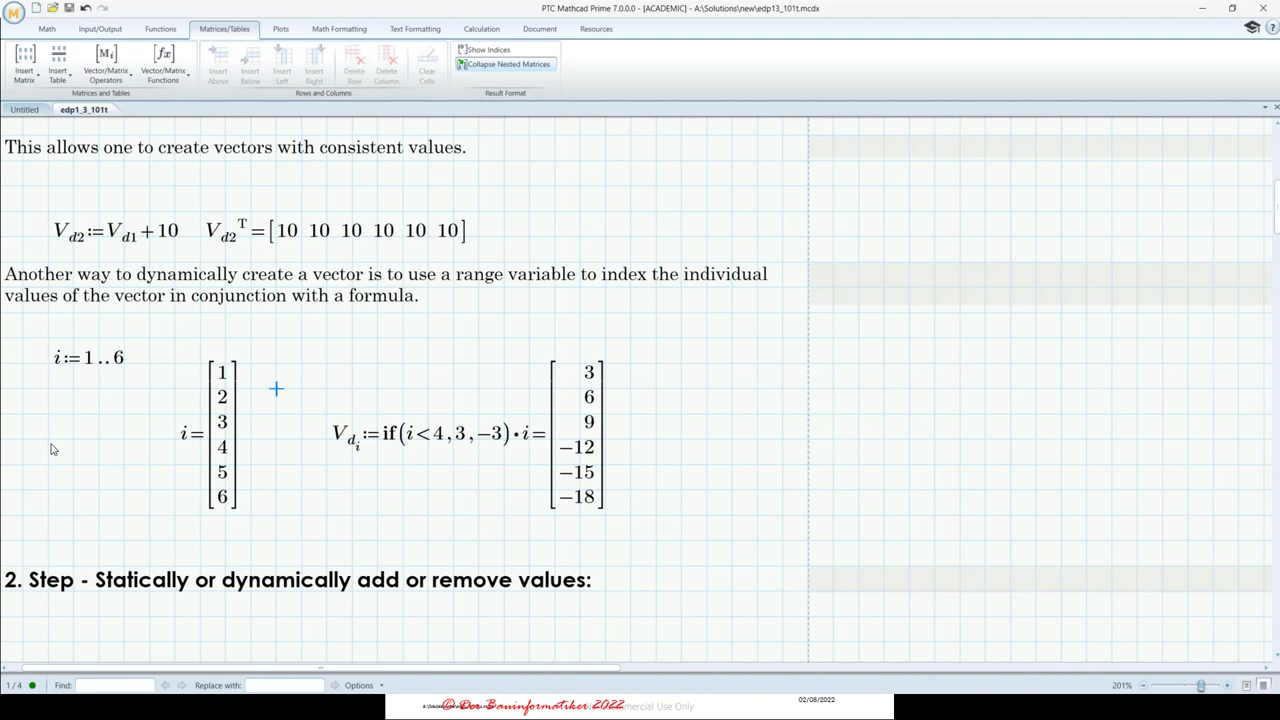 PTC Mathcad Prime 7.0.0.0 - [ACADEMIC] - A:\Solutions\new\edp13_101t.mcdx
Math Input/Output Functions Matrices/Tables Plots Math Formatting Text Formatting Calculation Document Resources
Insert Matrix
Insert Table
Vector/Matrix Operators
Vector/Matrix Functions
Insert Above
Insert Below
Insert Left
Insert Right
Delete Row
Delete Column
Clear Cells
Show Indices
Collapse Nested Matrices
Matrices and Tables Rows and Columns Result Format
Untitled edp1_3_101t
This allows one to create vectors with consistent values.
V_d2:=V_d1+10 V_d2^T=[10 10 10 10 10 10]
Another way to dynamically create a vector is to use a range variable to index the individual
values of the vector in conjunction with a formula.
i:=1..6
i=[1 2 3 4 5 6]
V_d_i:=if(i<4,3,−3)•i=[3 6 9 −12 −15 −18]
2. Step - Statically or dynamically add or remove values:
1/4 Find: Replace with: Options 201%
© Der Bauinformatiker 2022
Commercial Use Only
02/08/2022